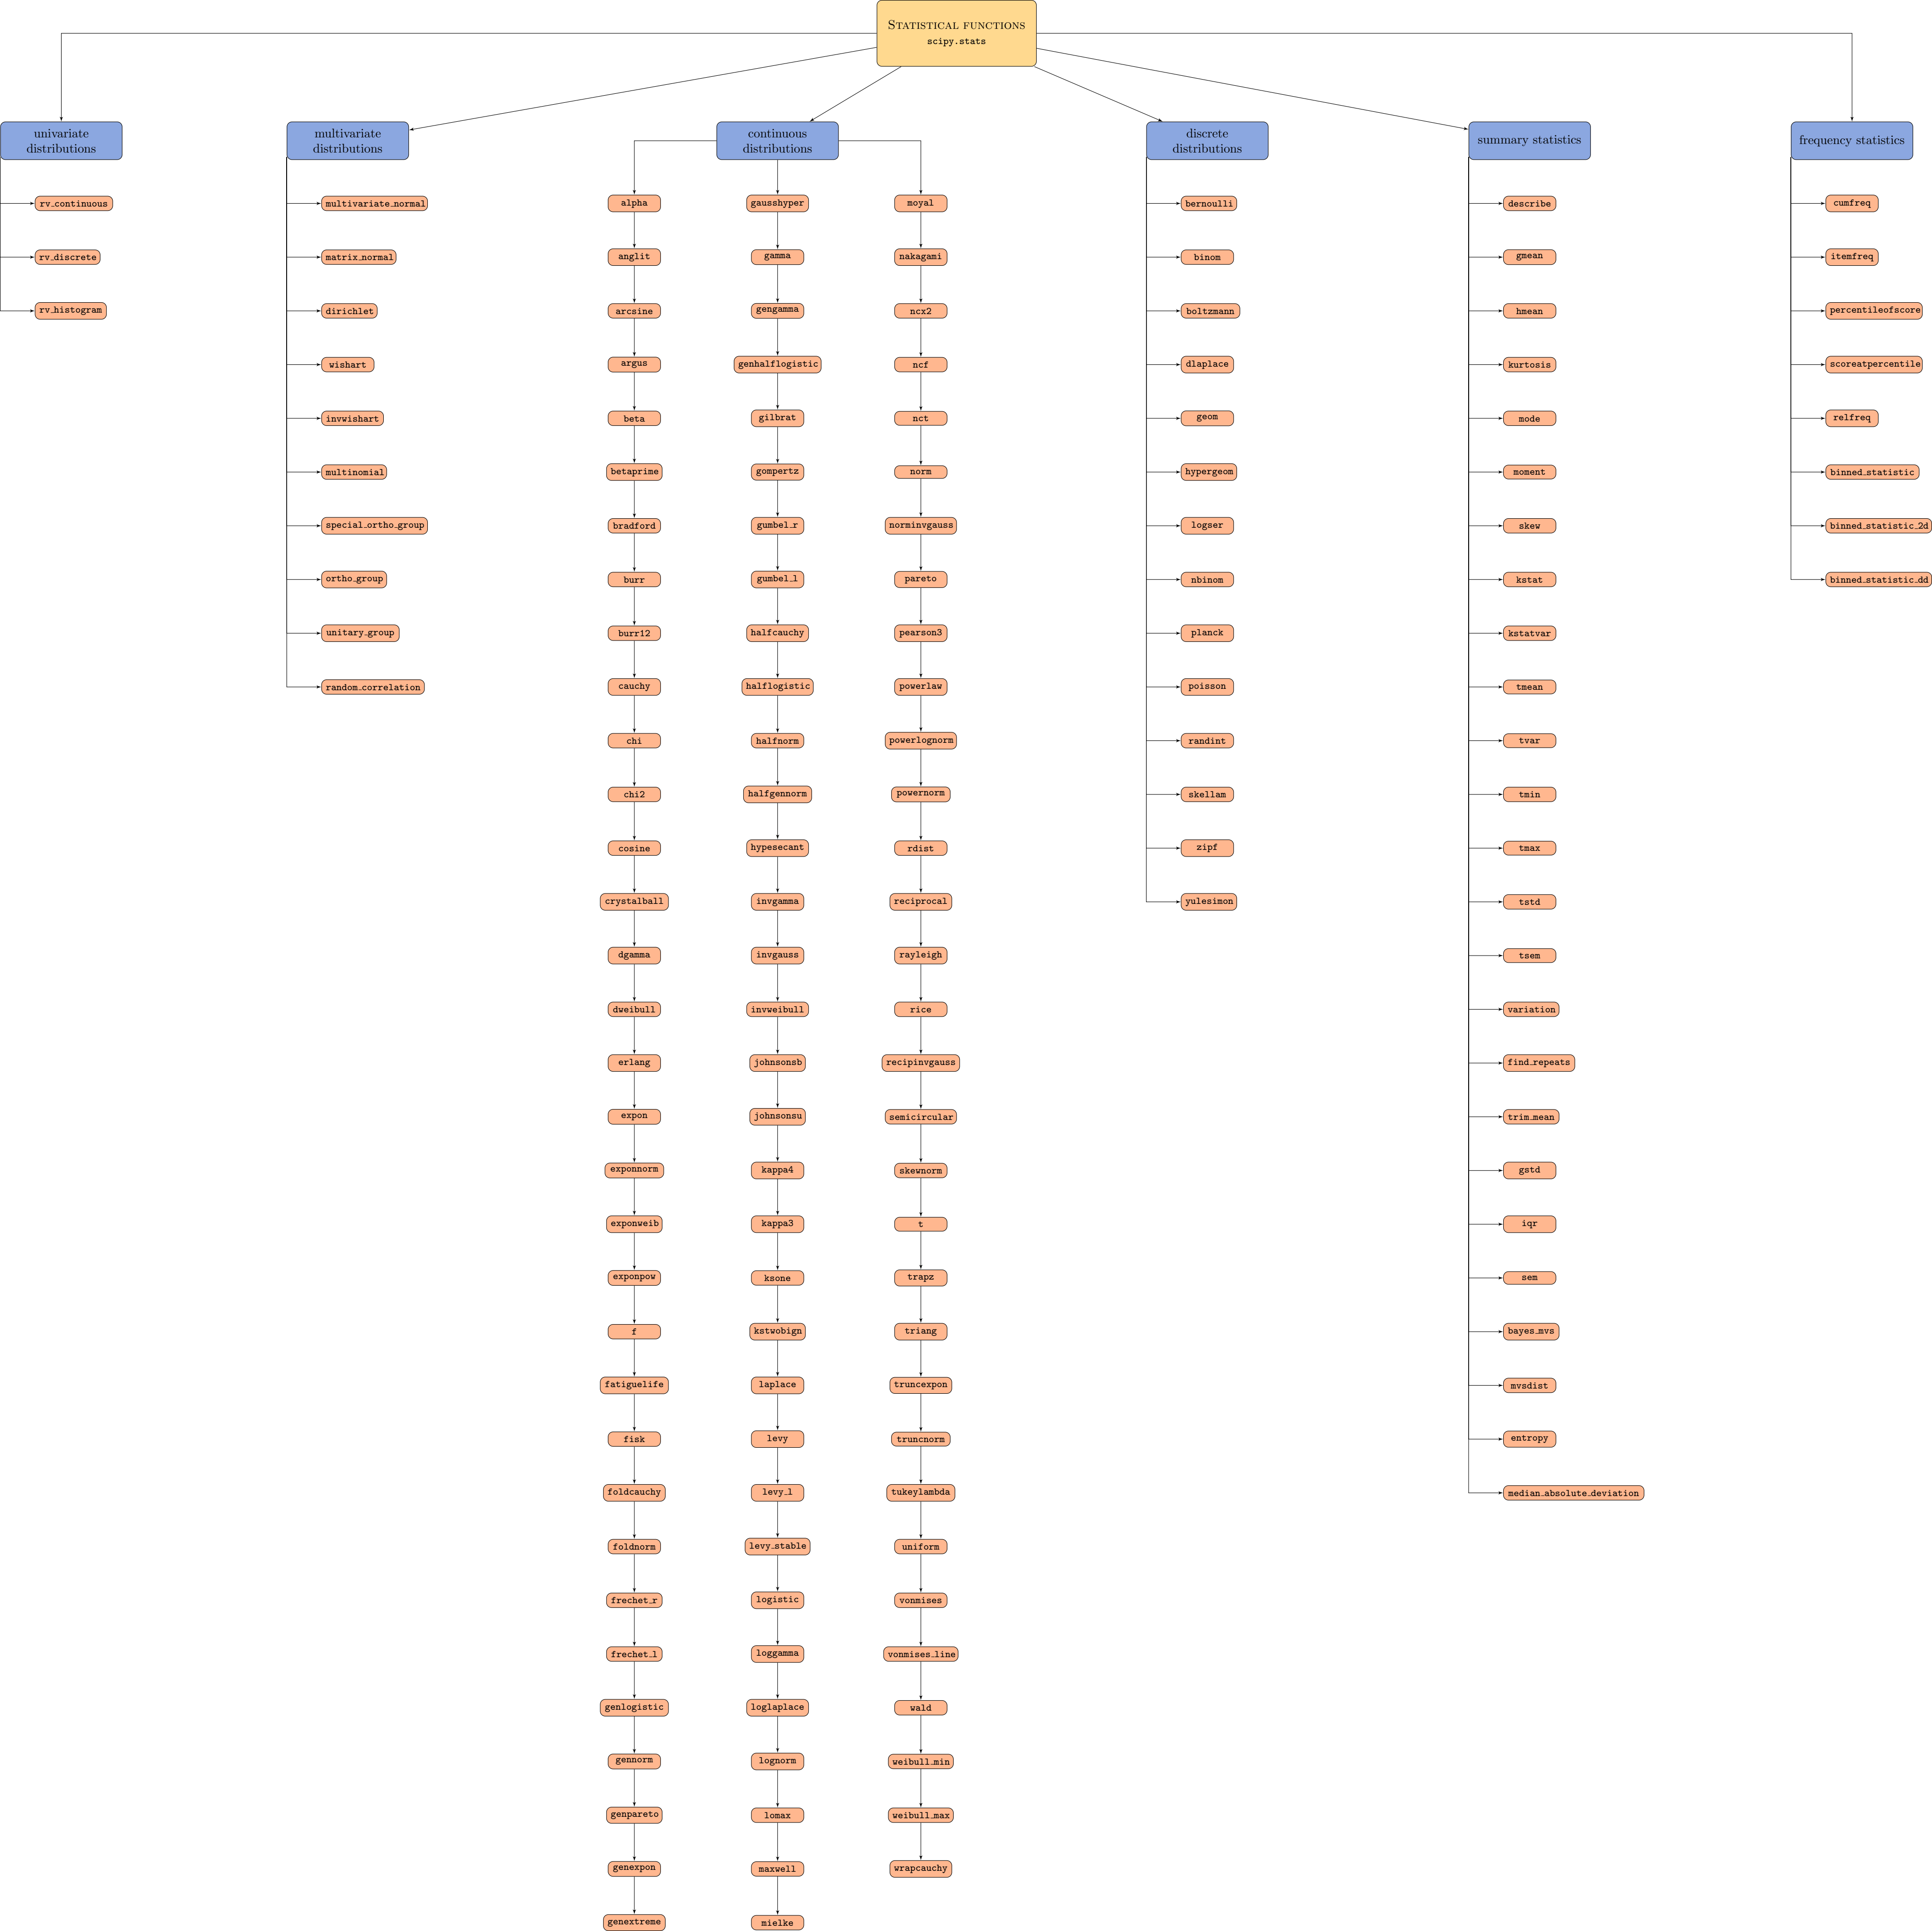 Statistical functions
scipy.stats
univariate
distributions
rv_continuous
rv_discrete
rv_histogram
multivariate
distributions
multivariate_normal
matrix_normal
dirichlet
wishart
invwishart
multinomial
special_ortho_group
ortho_group
unitary_group
random_correlation
continuous
distributions
alpha
anglit
arcsine
argus
beta
betaprime
bradford
burr
burr12
cauchy
chi
chi2
cosine
crystalball
dgamma
dweibull
erlang
expon
exponnorm
exponweib
exponpow
f
fatiguelife
fisk
foldcauchy
foldnorm
frechet_r
frechet_l
genlogistic
gennorm
genpareto
genexpon
genextreme
gausshyper
gamma
gengamma
genhalflogistic
gilbrat
gompertz
gumbel_r
gumbel_l
halfcauchy
halflogistic
halfnorm
halfgennorm
hypesecant
invgamma
invgauss
invweibull
johnsonsb
johnsonsu
kappa4
kappa3
ksone
kstwobign
laplace
levy
levy_l
levy_stable
logistic
loggamma
loglaplace
lognorm
lomax
maxwell
mielke
moyal
nakagami
ncx2
ncf
nct
norm
norminvgauss
pareto
pearson3
powerlaw
powerlognorm
powernorm
rdist
reciprocal
rayleigh
rice
recipinvgauss
semicircular
skewnorm
t
trapz
triang
truncexpon
truncnorm
tukeylambda
uniform
vonmises
vonmises_line
wald
weibull_min
weibull_max
wrapcauchy
discrete
distributions
bernoulli
binom
boltzmann
dlaplace
geom
hypergeom
logser
nbinom
planck
poisson
randint
skellam
zipf
yulesimon
summary statistics
describe
gmean
hmean
kurtosis
mode
moment
skew
kstat
kstatvar
tmean
tvar
tmin
tmax
tstd
tsem
variation
find_repeats
trim_mean
gstd
iqr
sem
bayes_mvs
mvsdist
entropy
median_absolute_deviation
frequency statistics
cumfreq
itemfreq
percentileofscore
scoreatpercentile
relfreq
binned_statistic
binned_statistic_2d
binned_statistic_dd